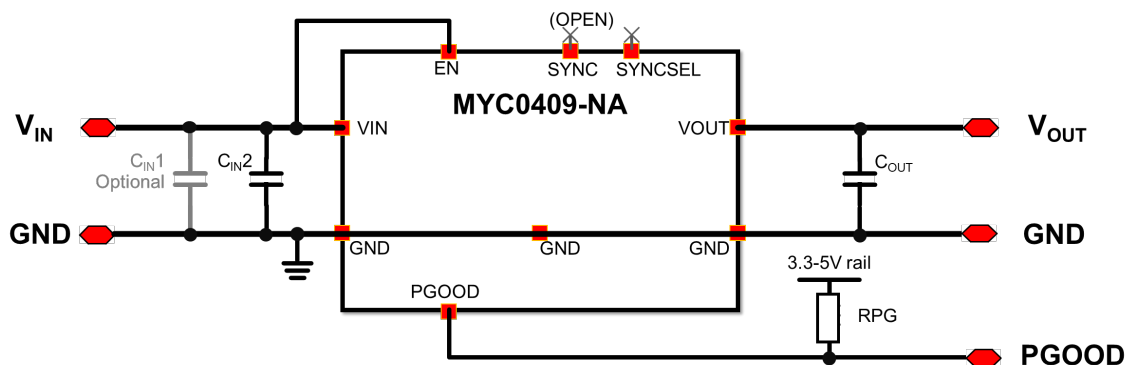 (OPEN)
EN
SYNC
SYNCSEL
MYC0409-NA
VIN
VIN
VOUT
VOUT
CIN1
Optional
CIN2
COUT
GND
GND
GND
GND
GND
3.3-5V rail
PGOOD
RPG
PGOOD